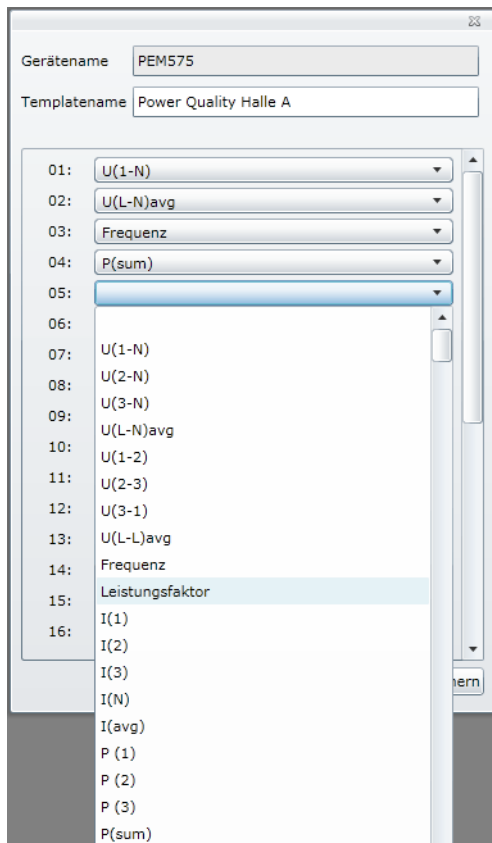 Gerätename PEM575
Templatename Power Quality Halle A
01: U(1-N)
02: U(L-N)avg
03: Frequenz
04: P(sum)
05:
06:
07:
08:
09:
10:
11:
12:
13:
14:
15:
16:
U(1-N)
U(2-N)
U(3-N)
U(L-N)avg
U(1-2)
U(2-3)
U(3-1)
U(L-L)avg
Frequenz
Leistungsfaktor
I(1)
I(2)
I(3)
I(N)
I(avg)
P (1)
P (2)
P (3)
P(sum)